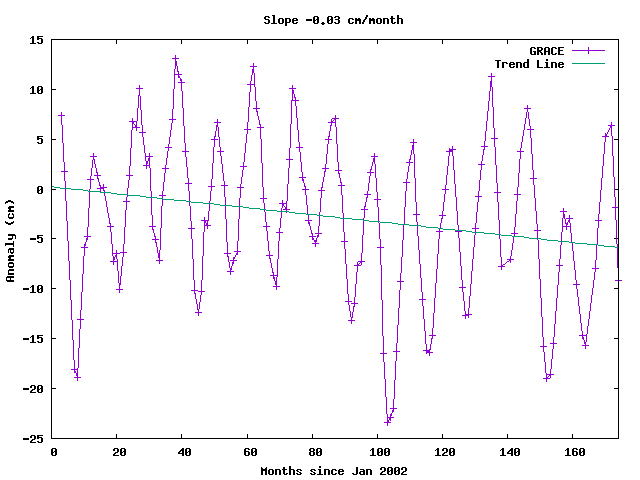 Slope -0.03 cm/month
15
10
5
0
-5
-10
-15
-20
-25
Anomaly (cm)
GRACE
Trend Line
0 20 40 60 80 100 120 140 160
Months since Jan 2002